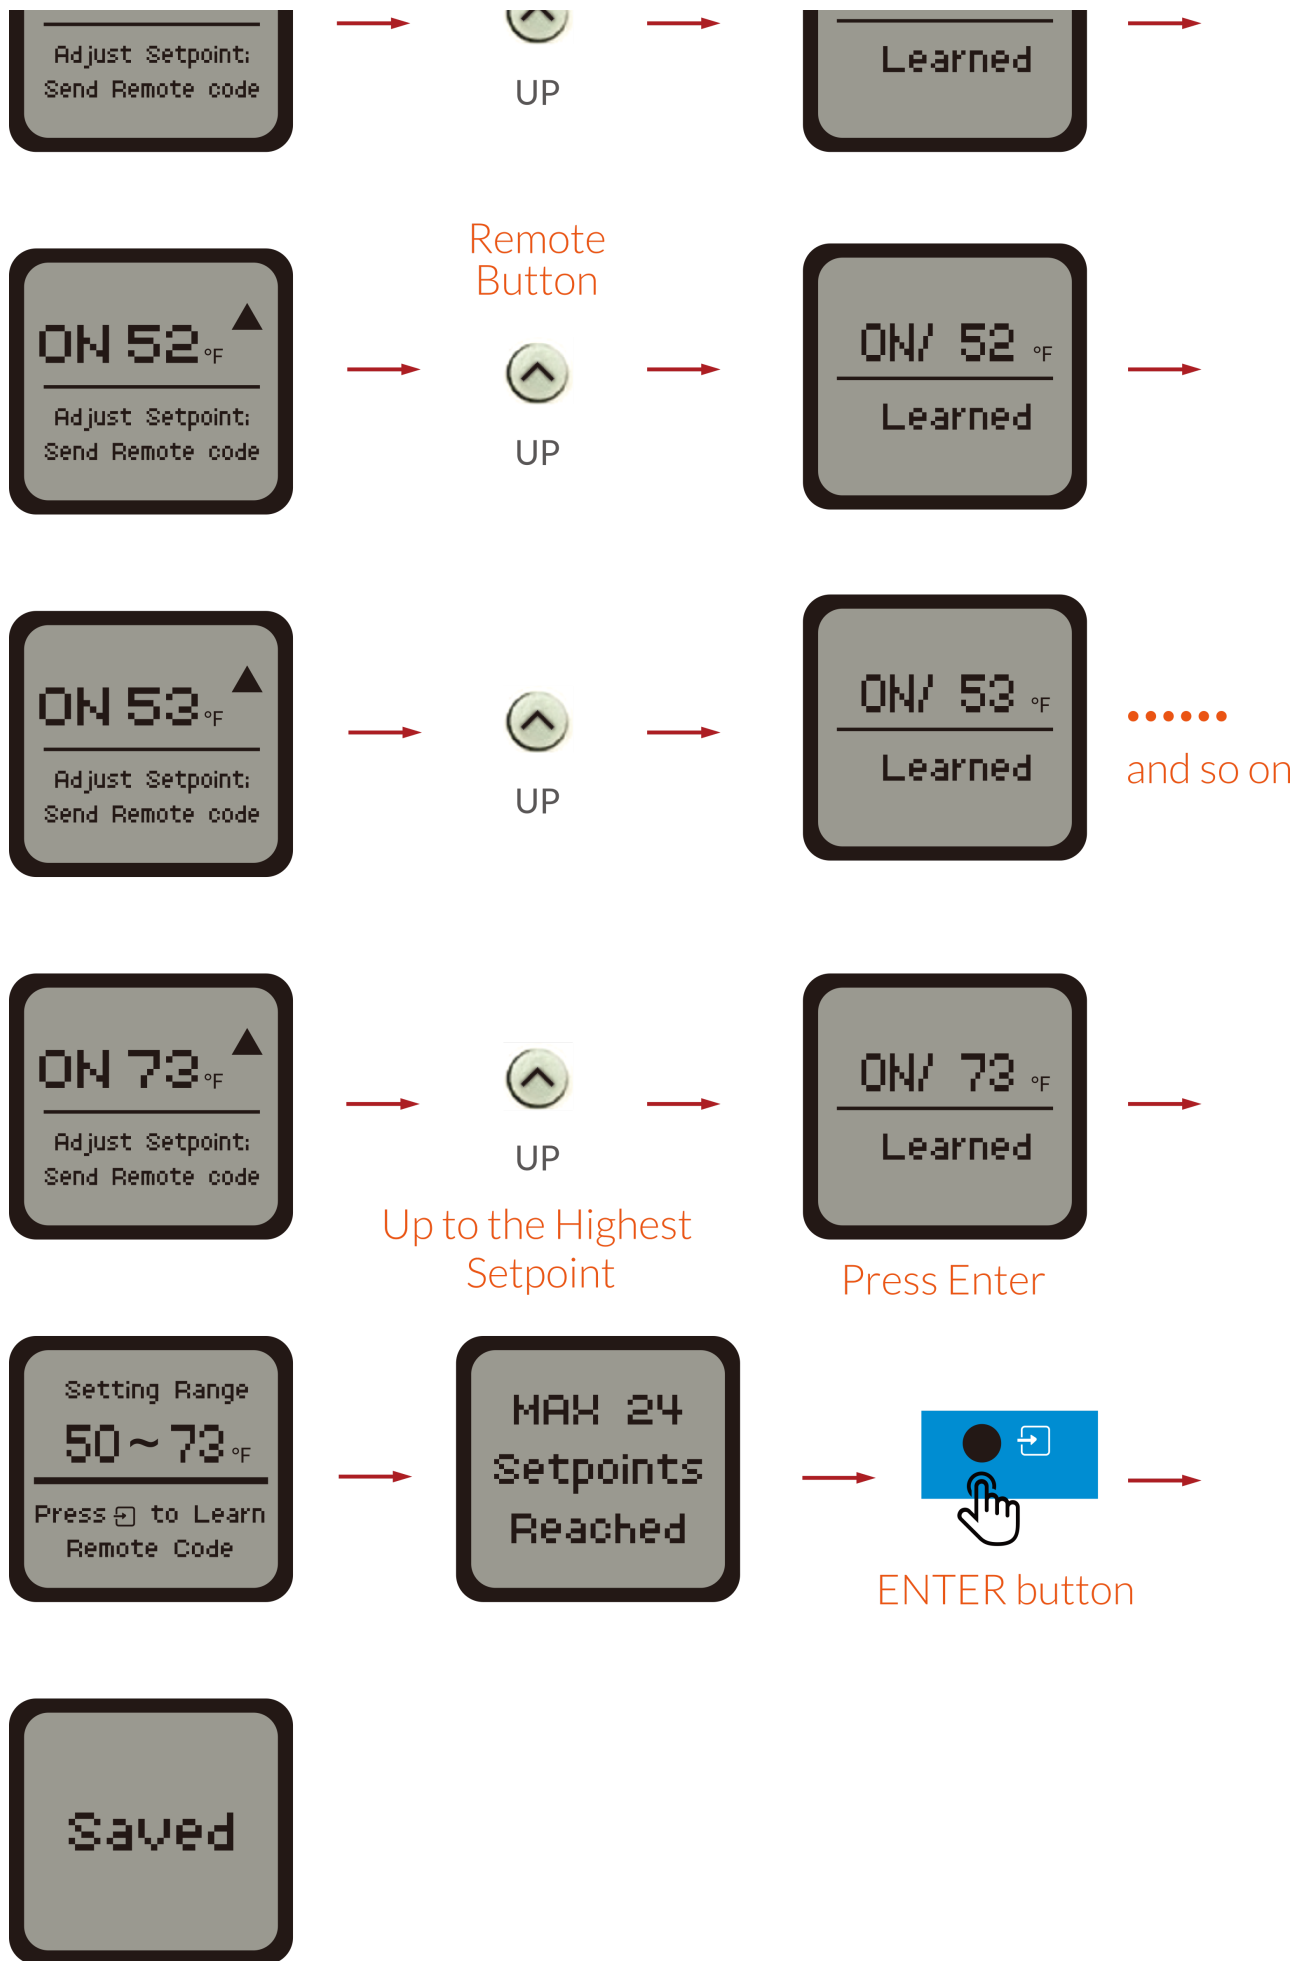 Adjust Setpoint;
Send Remote code
UP
Learned
Remote
Button
ON 52 °F
Adjust Setpoint;
Send Remote code
UP
ON/ 52 °F
Learned
ON 53 °F
Adjust Setpoint;
Send Remote code
UP
ON/ 53 °F
Learned
......
and so on
ON 73 °F
Adjust Setpoint;
Send Remote code
UP
Up to the Highest
Setpoint
ON/ 73 °F
Learned
Press Enter
Setting Range
50~73 °F
Press to Learn
Remote Code
MAX 24
Setpoints
Reached
ENTER button
Saved